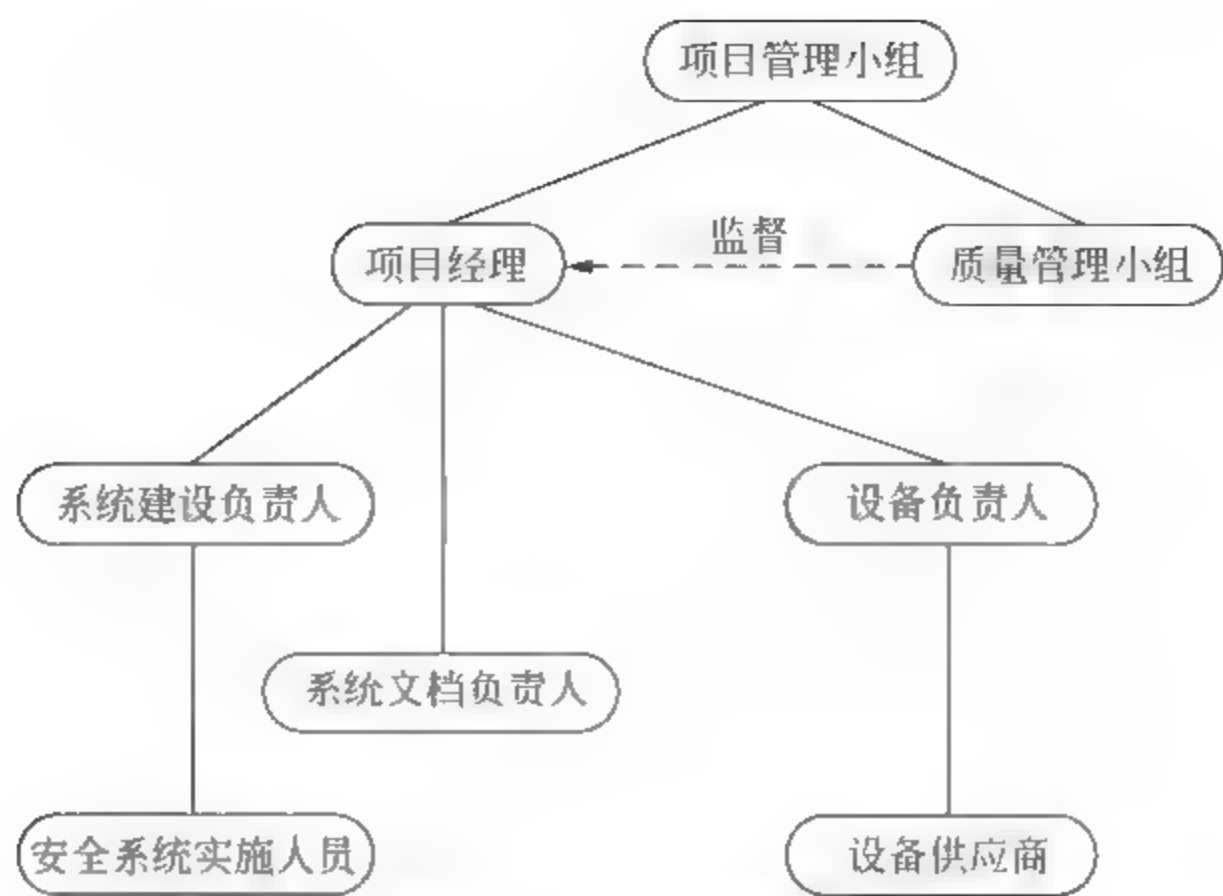 项目管理小组
监督
项目经理
质量管理小组
系统建设负责人
设备负责人
系统文档负责人
安全系统实施人员
设备供应商